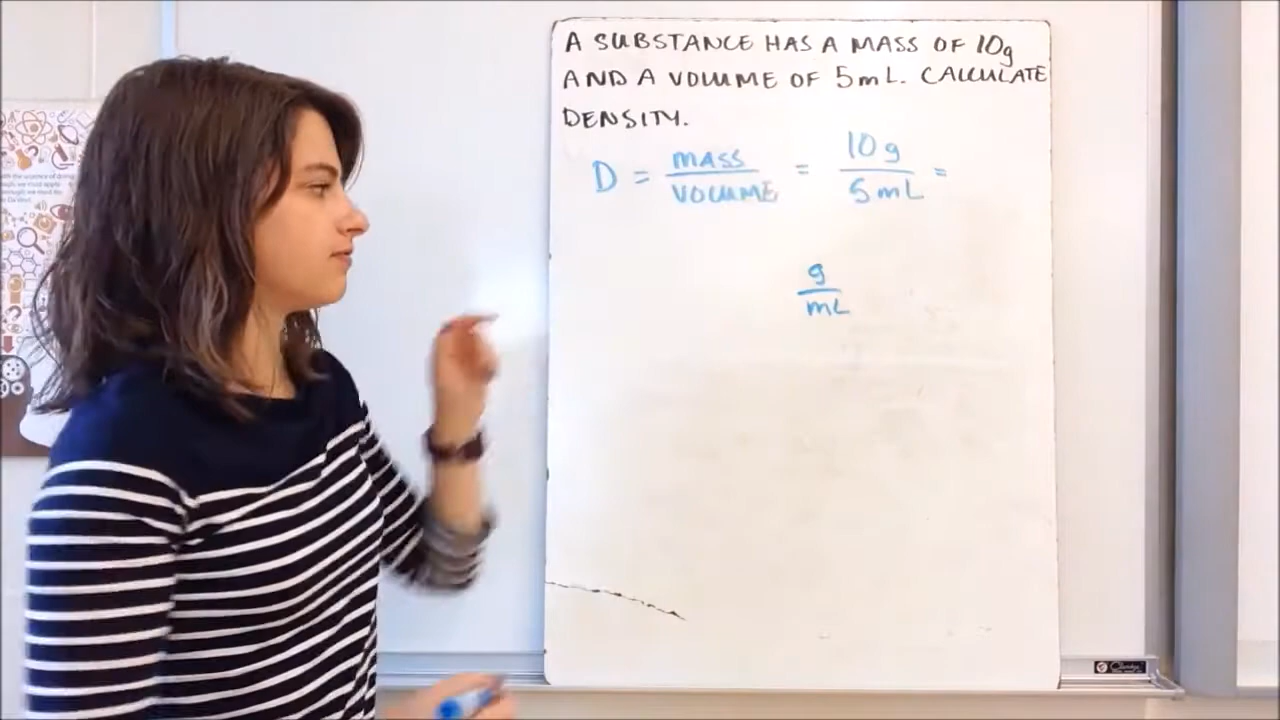 A SUBSTANCE HAS A MASS OF 10g
AND A VOLUME OF 5mL. CALCULATE
DENSITY.
D = MASS / VOLUME = 10g / 5mL =
g / mL